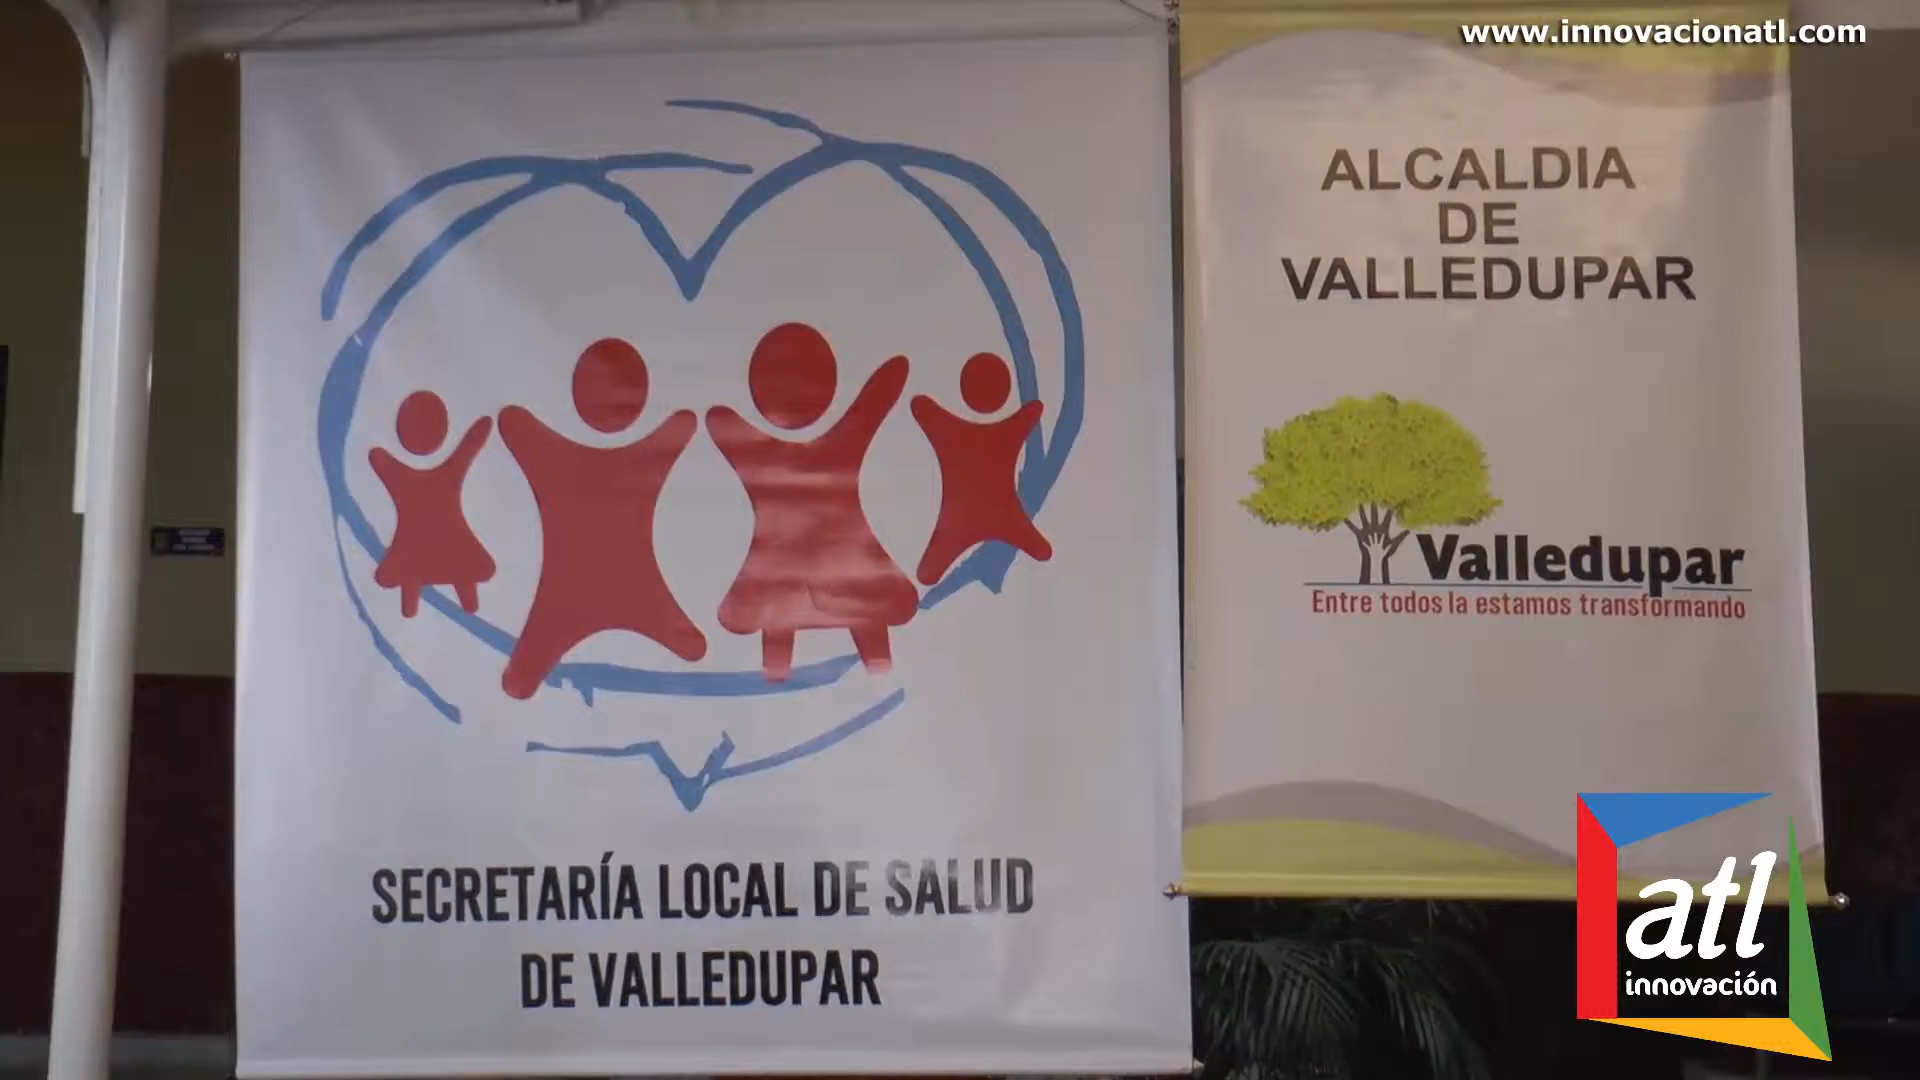 www.innovacionatl.com
SECRETARÍA LOCAL DE SALUD
DE VALLEDUPAR
ALCALDIA
DE
VALLEDUPAR
Valledupar
Entre todos la estamos transformando
atl
innovación